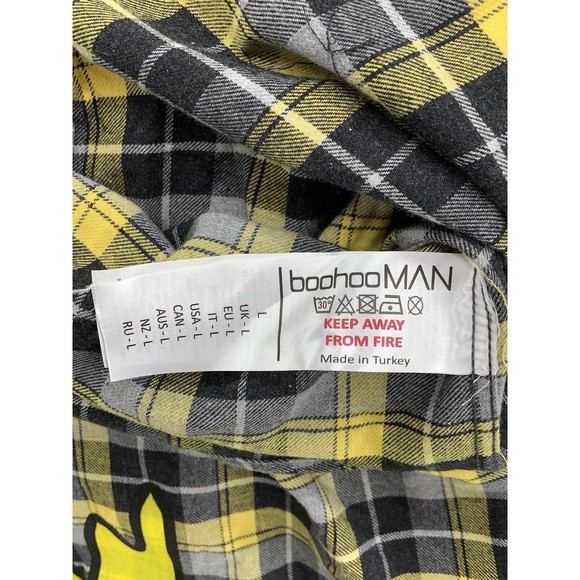 L
UK - L
EU - L
IT - L
USA - L
CAN - L
AUS - L
NZ - L
RU - L
boohooMAN
30°
KEEP AWAY
FROM FIRE
Made in Turkey